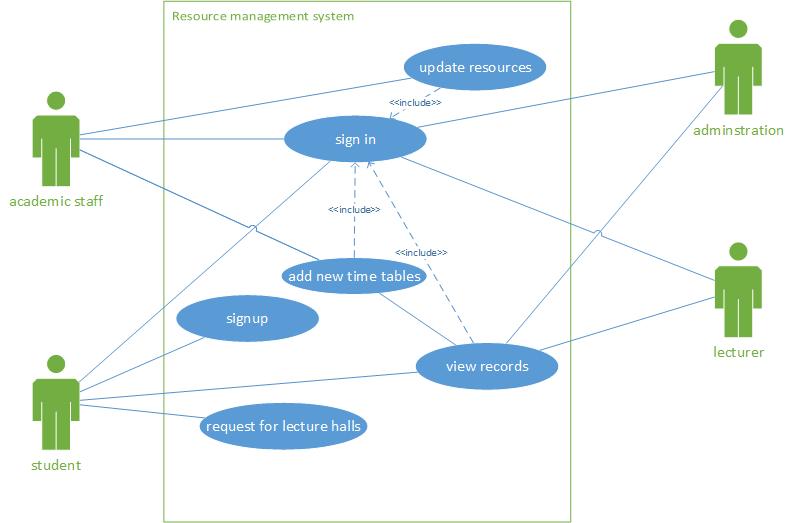 Resource management system
update resources
<<include>>
adminstration
sign in
academic staff
<<include>>
<<include>>
add new time tables
signup
lecturer
view records
request for lecture halls
student